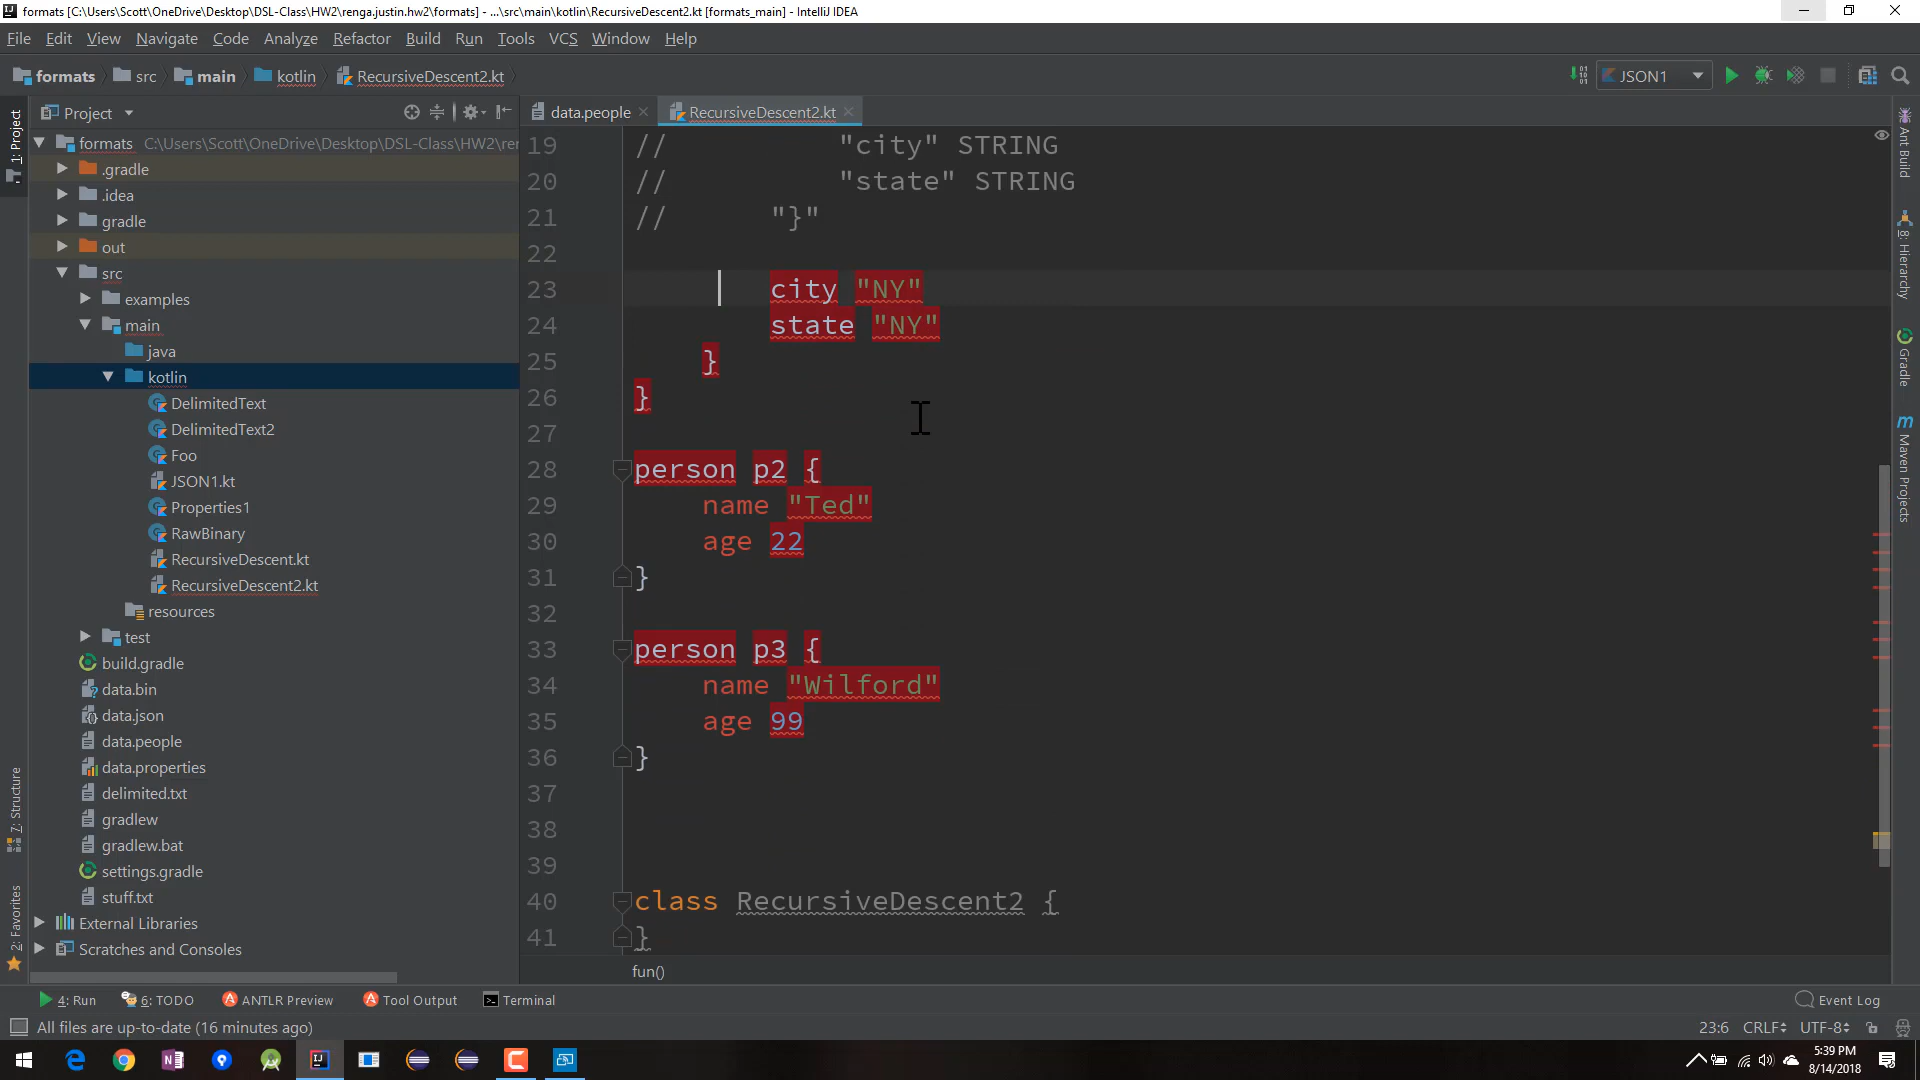 formats [C:\Users\Scott\OneDrive\Desktop\DSL-Class\HW2\renga.justin.hw2\formats] - ...\src\main\kotlin\RecursiveDescent2.kt [formats_main] - IntelliJ IDEA
File Edit View Navigate Code Analyze Refactor Build Run Tools VCS Window Help
formats src main kotlin RecursiveDescent2.kt JSON1
1: Project
7: Structure
2: Favorites
Project
formats C:\Users\Scott\OneDrive\Desktop\DSL-Class\HW2\ren
.gradle
.idea
gradle
out
src
examples
main
java
kotlin
DelimitedText
DelimitedText2
Foo
JSON1.kt
Properties1
RawBinary
RecursiveDescent.kt
RecursiveDescent2.kt
resources
test
build.gradle
data.bin
data.json
data.people
data.properties
delimited.txt
gradlew
gradlew.bat
settings.gradle
stuff.txt
External Libraries
Scratches and Consoles
data.people RecursiveDescent2.kt
19 // "city" STRING
20 // "state" STRING
21 // "}"
22
23 city "NY"
24 state "NY"
25 }
26 }
27
28 person p2 {
29 name "Ted"
30 age 22
31 }
32
33 person p3 {
34 name "Wilford"
35 age 99
36 }
37
38
39
40 class RecursiveDescent2 {
41 }
fun()
Ant Build
8: Hierarchy
Gradle
Maven Projects
4: Run 6: TODO ANTLR Preview Tool Output Terminal Event Log
All files are up-to-date (16 minutes ago) 23:6 CRLF UTF-8
5:39 PM
8/14/2018